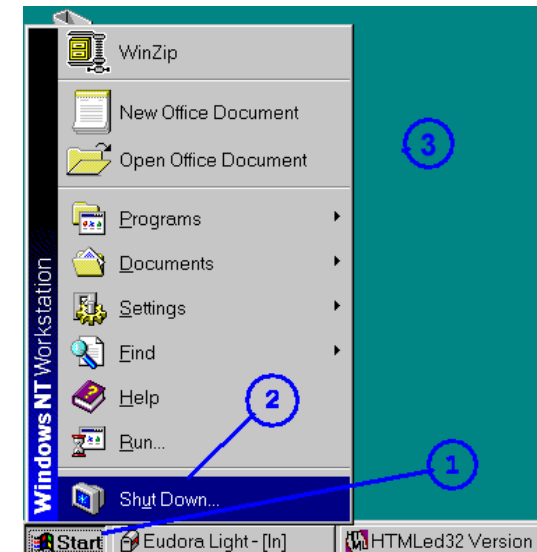 WinZip
New Office Document
3
Open Office Document
Programs
Documents
Settings
Find
Help
2
Run...
1
Shut Down...
Windows NT Workstation
Start
Eudora Light - [In]
HTMLed32 Version